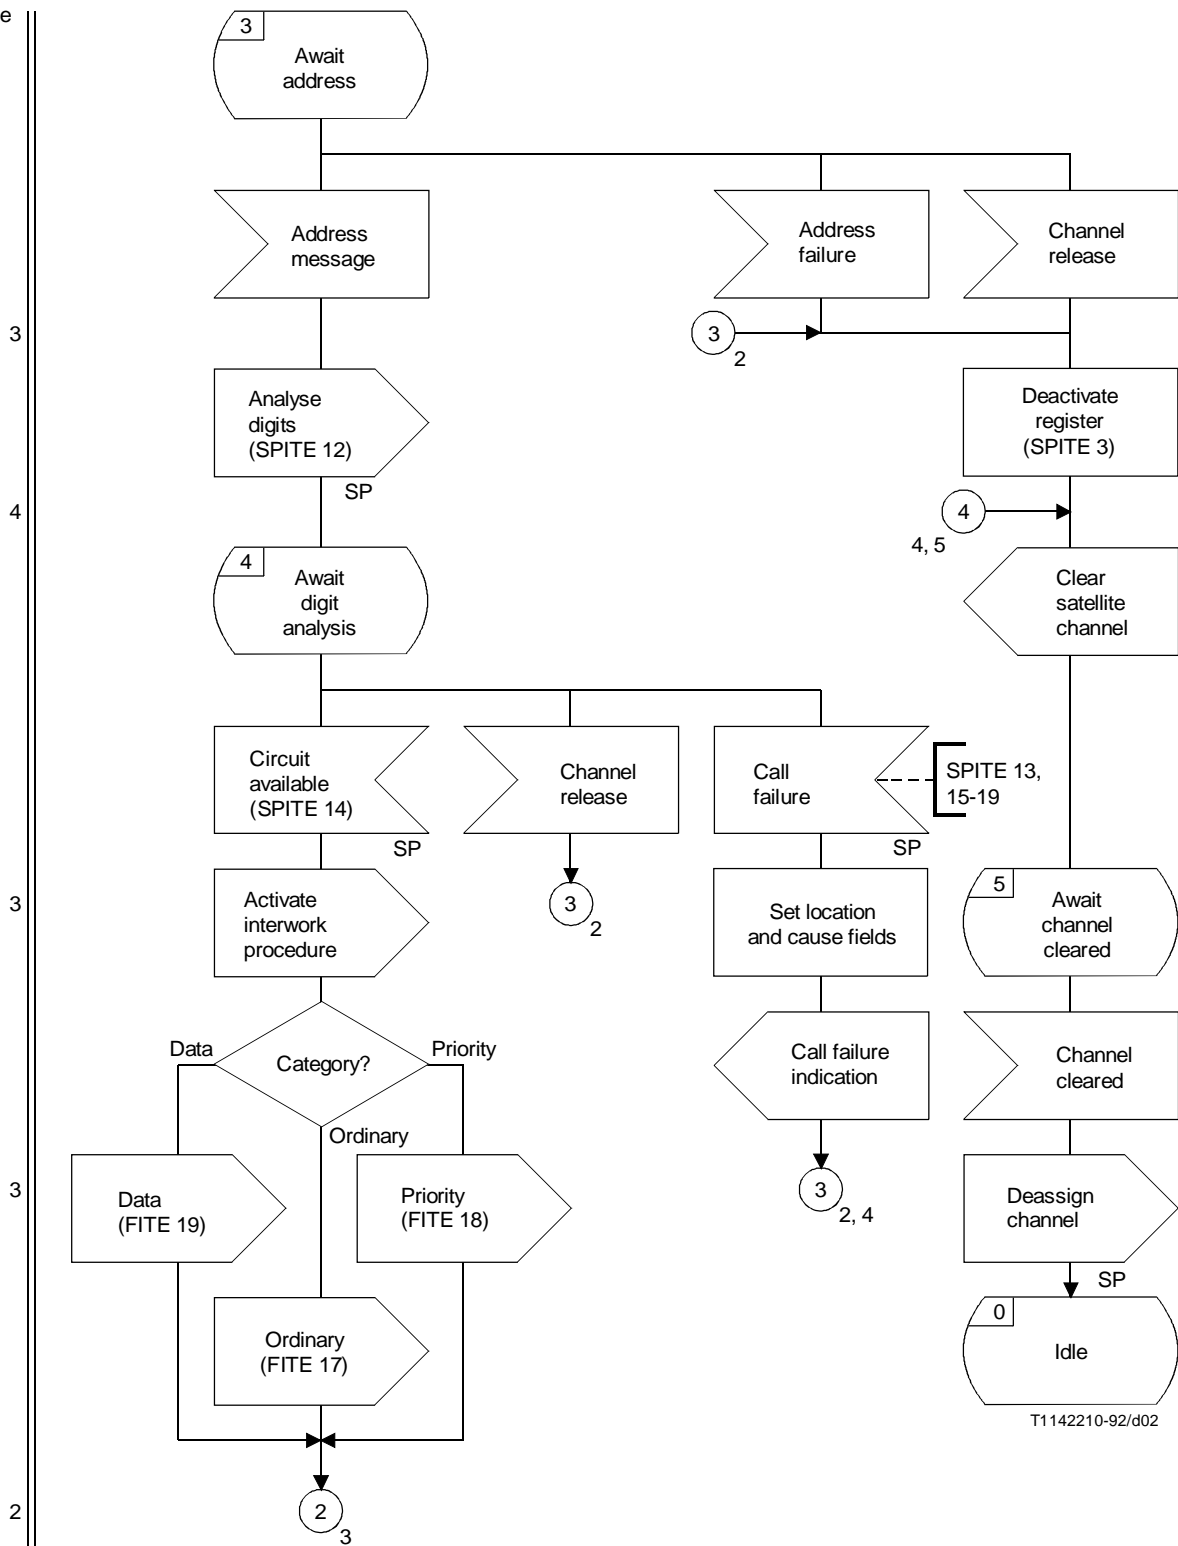 e
3
Await
address
Address
message
Address
failure
Channel
release
3
3
2
Analyse
digits
(SPITE 12)
SP
Deactivate
register
(SPITE 3)
4
4
4, 5
4
Await
digit
analysis
Clear
satellite
channel
Circuit
available
(SPITE 14)
SP
Channel
release
Call
failure
SP
SPITE 13,
15-19
3
Activate
interwork
procedure
3
2
Set location
and cause fields
5
Await
channel
cleared
Data
Category?
Priority
Ordinary
Call failure
indication
Channel
cleared
3
Data
(FITE 19)
Priority
(FITE 18)
3
2, 4
Deassign
channel
SP
Ordinary
(FITE 17)
0
Idle
T1142210-92/d02
2
2
3